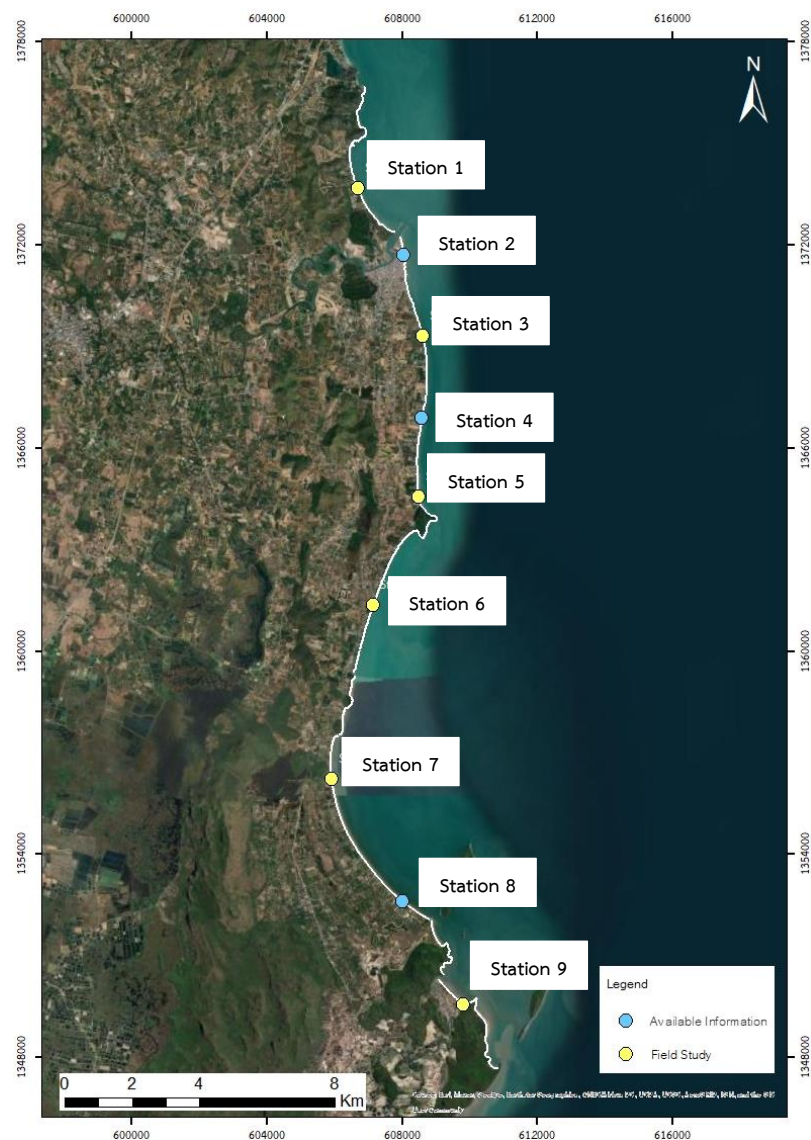 600000 604000 608000 612000 616000
1378000 1378000
N
Station 1
1372000 1372000
Station 2
Station 3
Station 4
1366000 1366000
Station 5
Station 6
1360000 1360000
Station 7
1354000 1354000
Station 8
Station 9
Legend
Available Information
Field Study
1348000 1348000
0 2 4 8
Km
User Community
600000 604000 608000 612000 616000